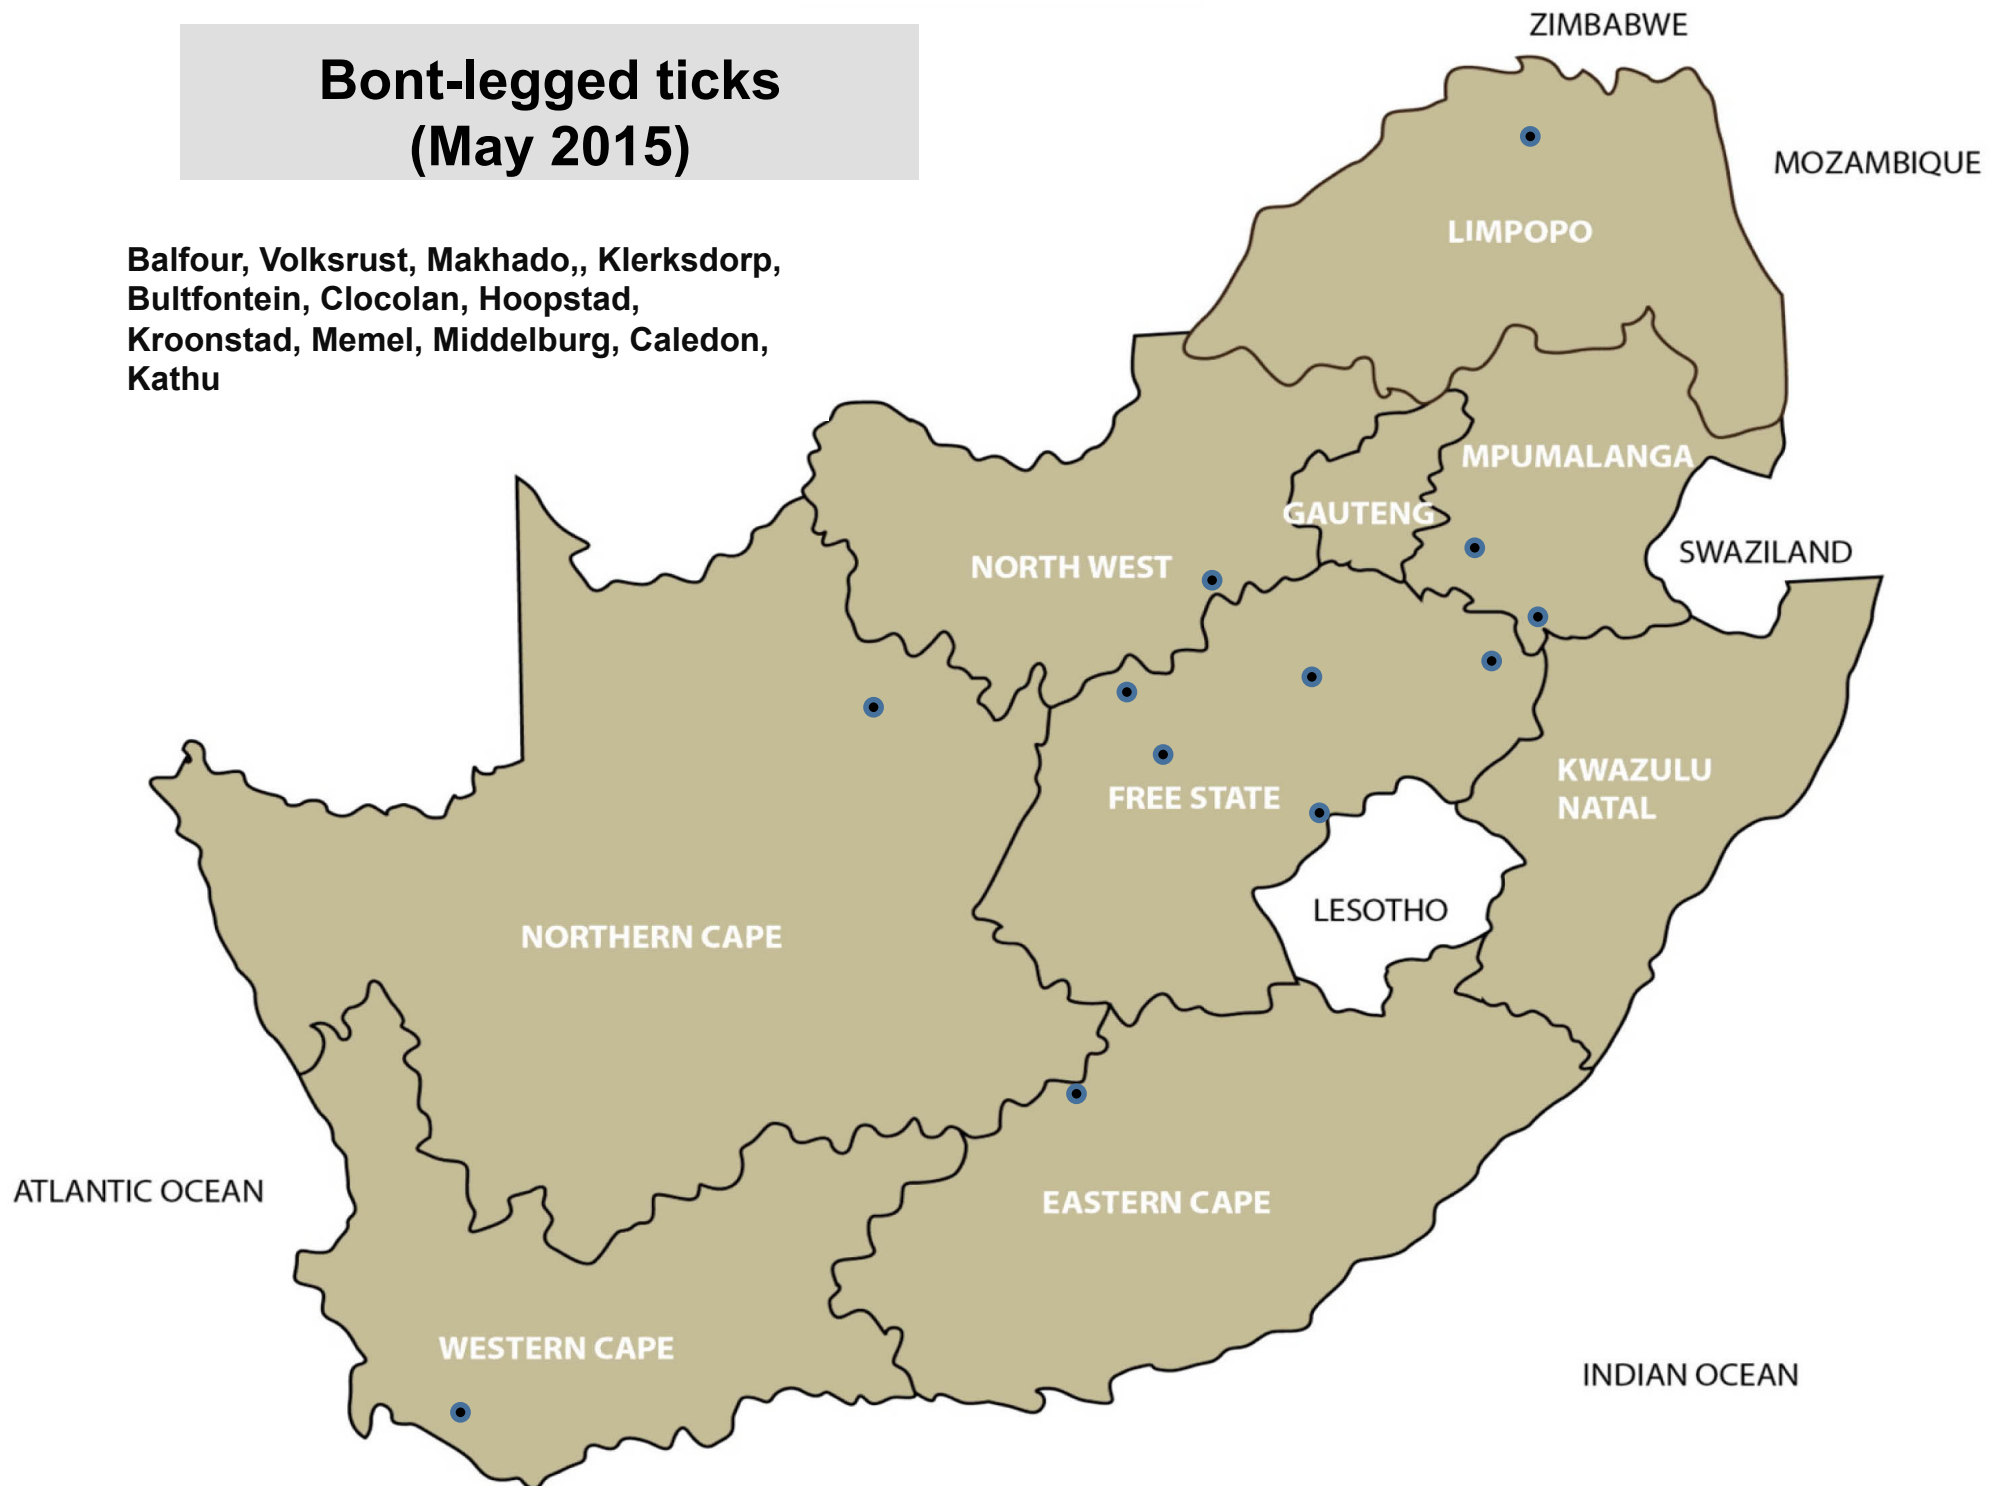 Bont-legged ticks
(May 2015)
Balfour, Volksrust, Makhado,, Klerksdorp,
Bultfontein, Clocolan, Hoopstad,
Kroonstad, Memel, Middelburg, Caledon,
Kathu
ZIMBABWE
MOZAMBIQUE
LIMPOPO
MPUMALANGA
GAUTENG
SWAZILAND
NORTH WEST
KWAZULU
NATAL
FREE STATE
LESOTHO
NORTHERN CAPE
ATLANTIC OCEAN
EASTERN CAPE
WESTERN CAPE
INDIAN OCEAN